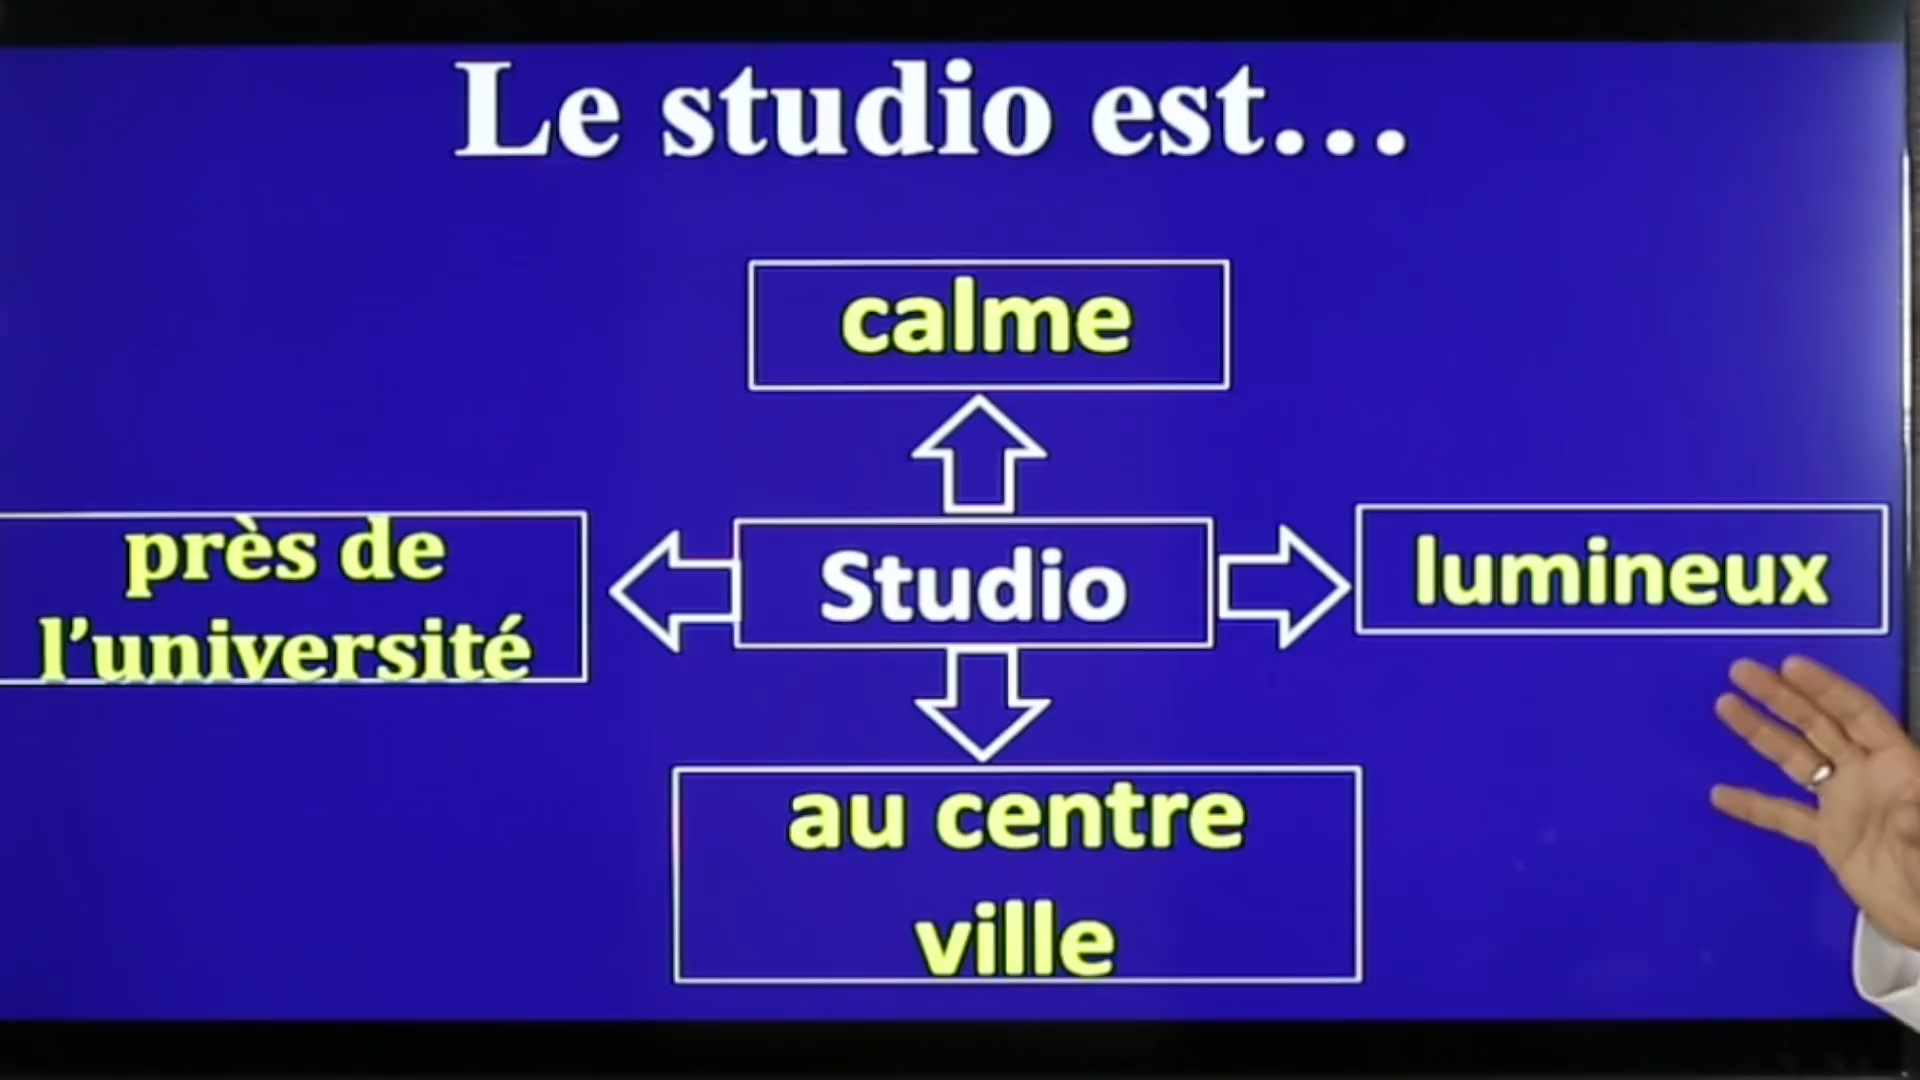 Le studio est...
calme
près de
l'université
Studio
lumineux
au centre
ville